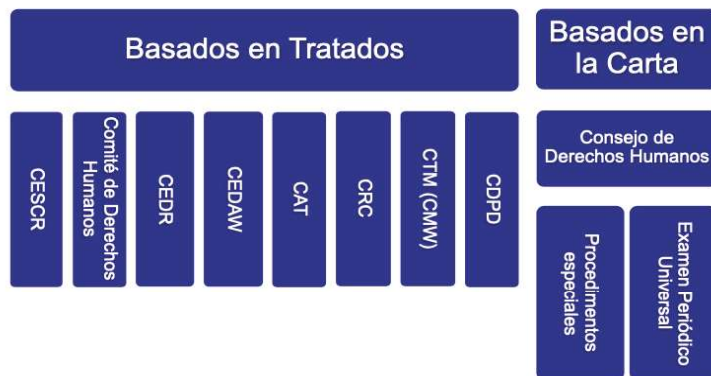 Basados en Tratados
Basados en
la Carta
CESCR
Comité de Derechos
Humanos
CEDR
CEDAW
CAT
CRC
CTM (CMW)
CDPD
Consejo de
Derechos Humanos
Procedimentos
especiales
Examen Periódico
Universal